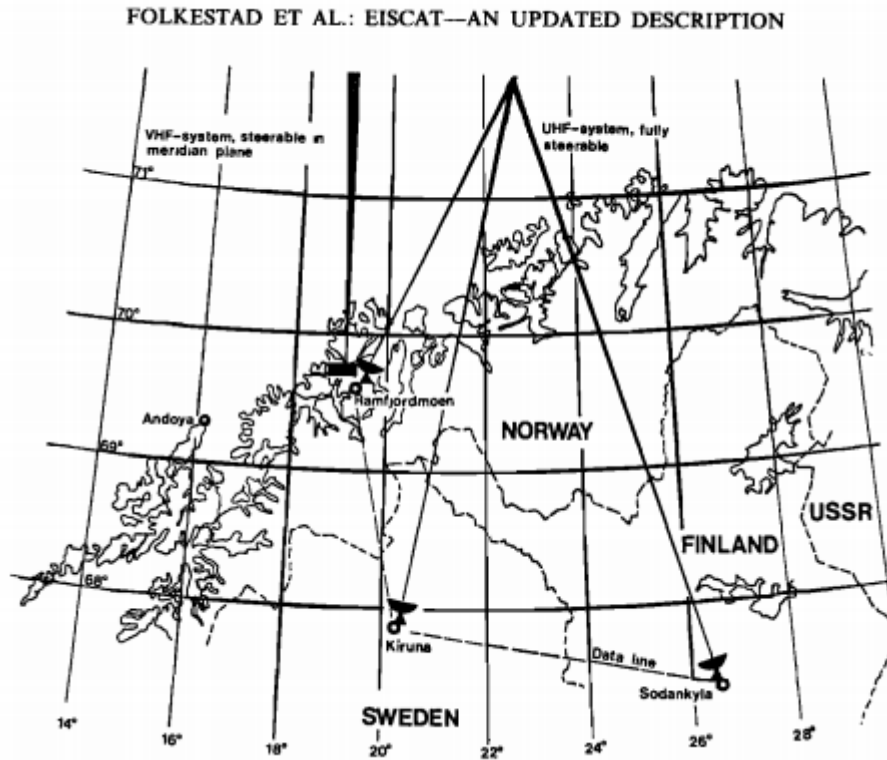 FOLKESTAD ET AL.: EISCAT—AN UPDATED DESCRIPTION
VHF-system, steerable in
meridian plane
UHF-system, fully
steerable
71°
70°
Ramfjordmoen
Andoya
NORWAY
69°
USSR
FINLAND
68°
Kiruna
Data line
Sodankyla
SWEDEN
14°
16°
18°
20°
22°
24°
26°
28°